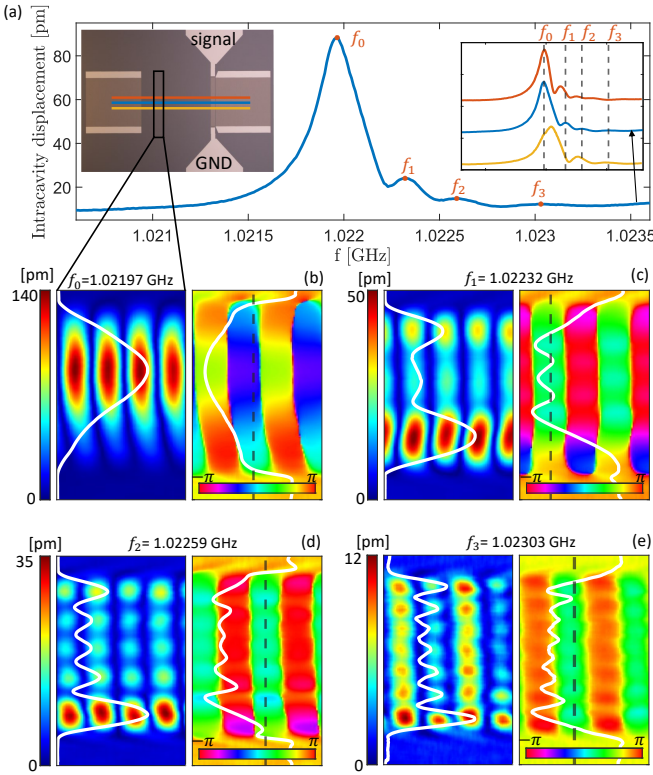 (a)
Intracavity displacement [pm]
80
60
40
20
signal
GND
f0
f1
f2
f3
f0 f1 f2 f3
1.021 1.0215 1.022 1.0225 1.023 1.0235
f [GHz]
[pm] f0=1.02197 GHz (b)
140
0
−π π
[pm] f1=1.02232 GHz (c)
50
0
−π π
[pm] f2=1.02259 GHz (d)
35
0
−π π
[pm] f3=1.02303 GHz (e)
12
0
−π π